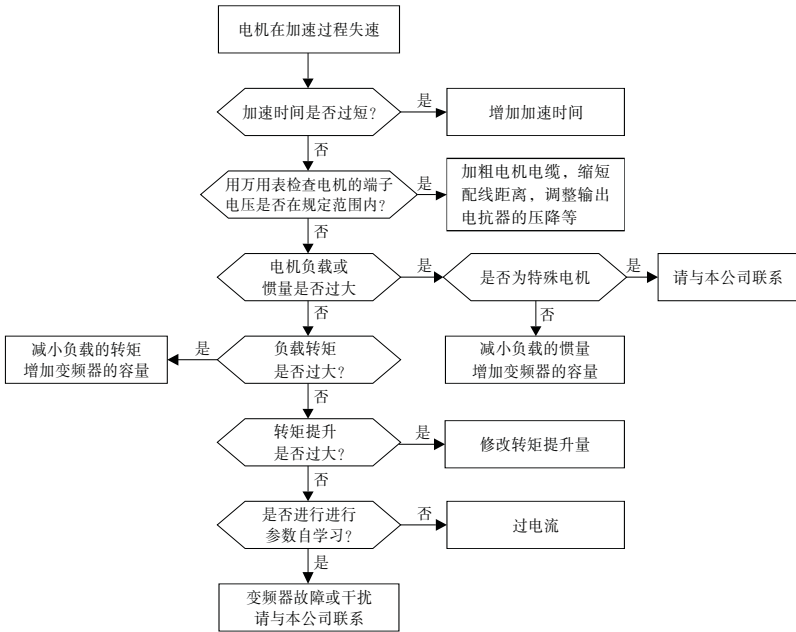 电机在加速过程失速
加速时间是否过短?
是
增加加速时间
否
用万用表检查电机的端子
电压是否在规定范围内?
是
加粗电机电缆，缩短
配线距离，调整输出
电抗器的压降等
否
电机负载或
惯量是否过大
是
是否为特殊电机
是
请与本公司联系
否
否
减小负载的转矩
增加变频器的容量
是
负载转矩
是否过大?
减小负载的惯量
增加变频器的容量
否
转矩提升
是否过大?
是
修改转矩提升量
否
是否进行进行
参数自学习?
否
过电流
是
变频器故障或干扰
请与本公司联系